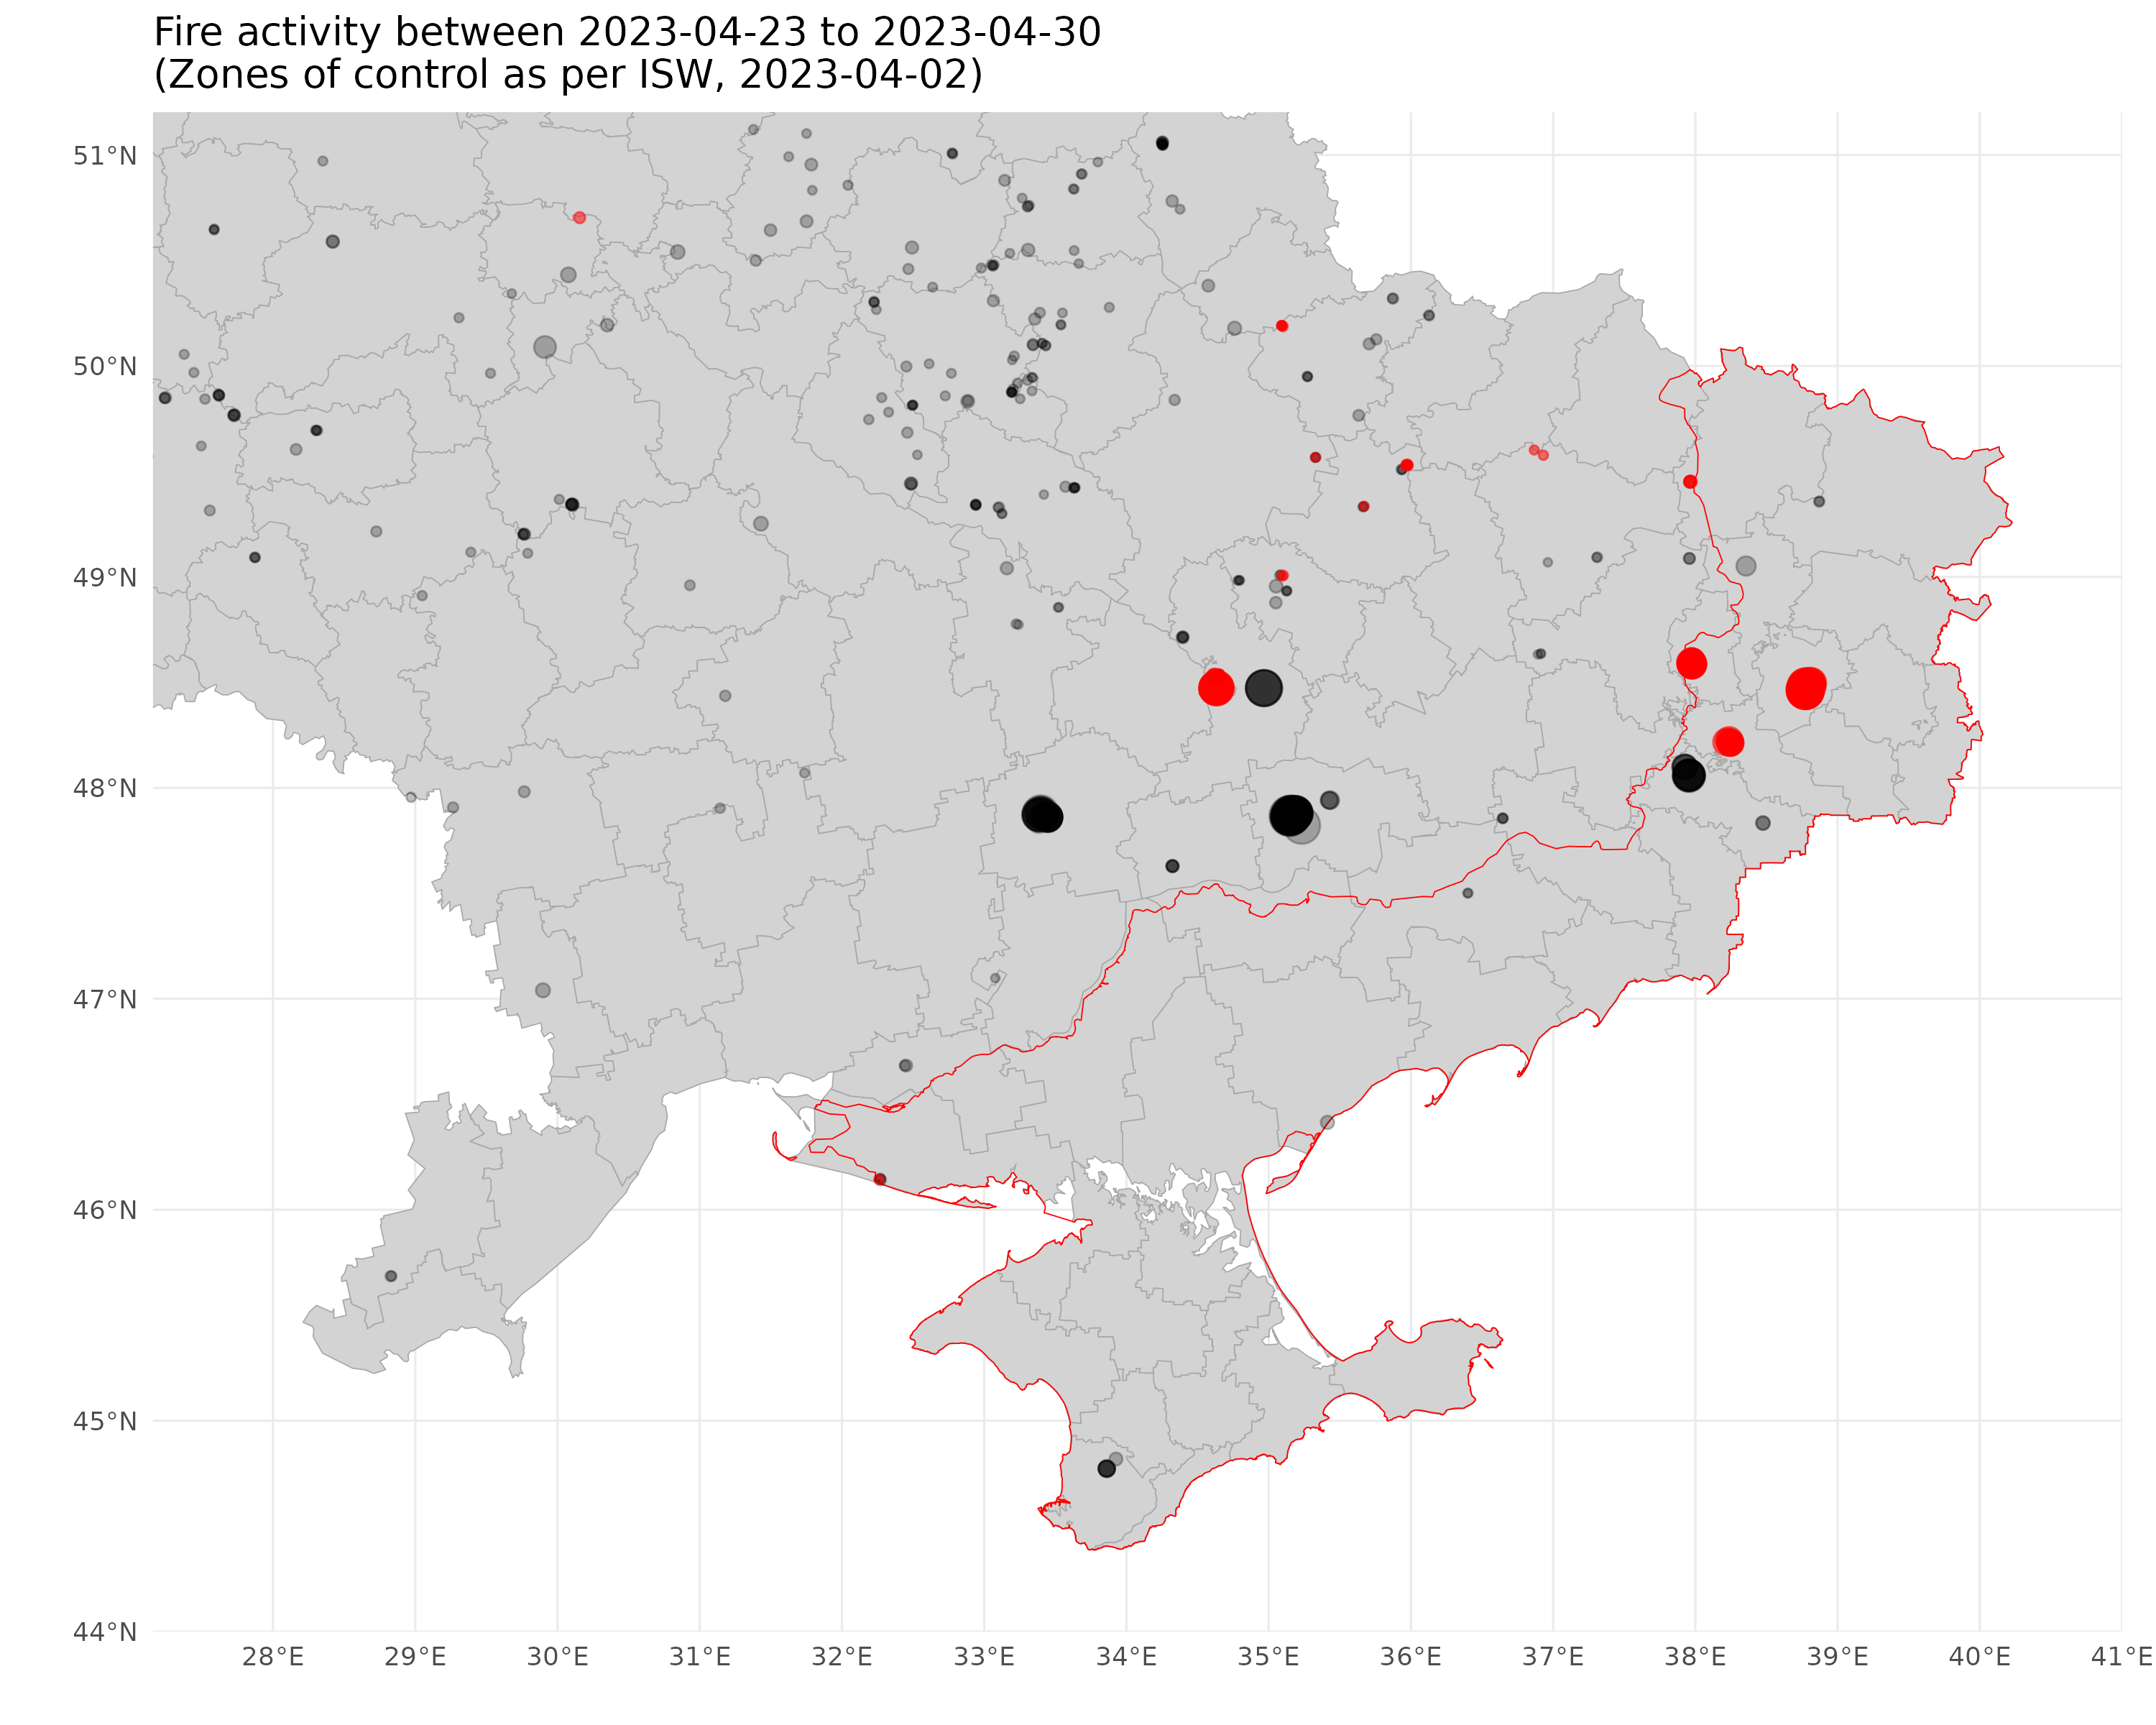 Fire activity between 2023-04-23 to 2023-04-30
(Zones of control as per ISW, 2023-04-02)
51°N
50°N
49°N
48°N
47°N
46°N
45°N
44°N
28°E 29°E 30°E 31°E 32°E 33°E 34°E 35°E 36°E 37°E 38°E 39°E 40°E 41°E